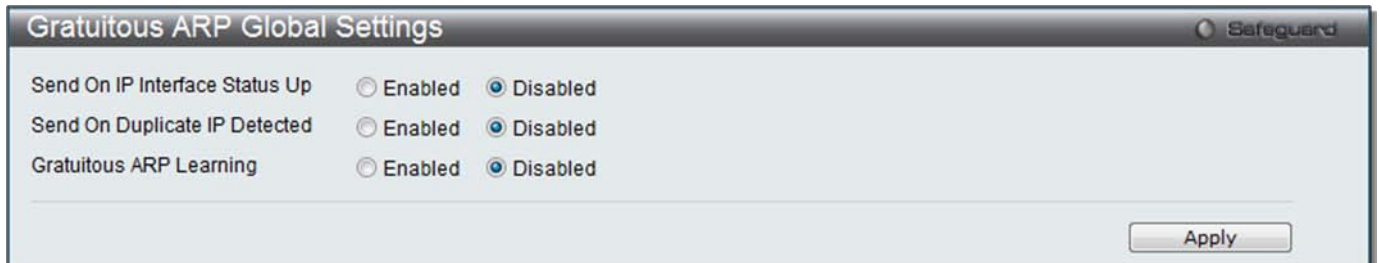 Gratuitous ARP Global Settings
Safeguard
Send On IP Interface Status Up Enabled Disabled
Send On Duplicate IP Detected Enabled Disabled
Gratuitous ARP Learning Enabled Disabled
Apply